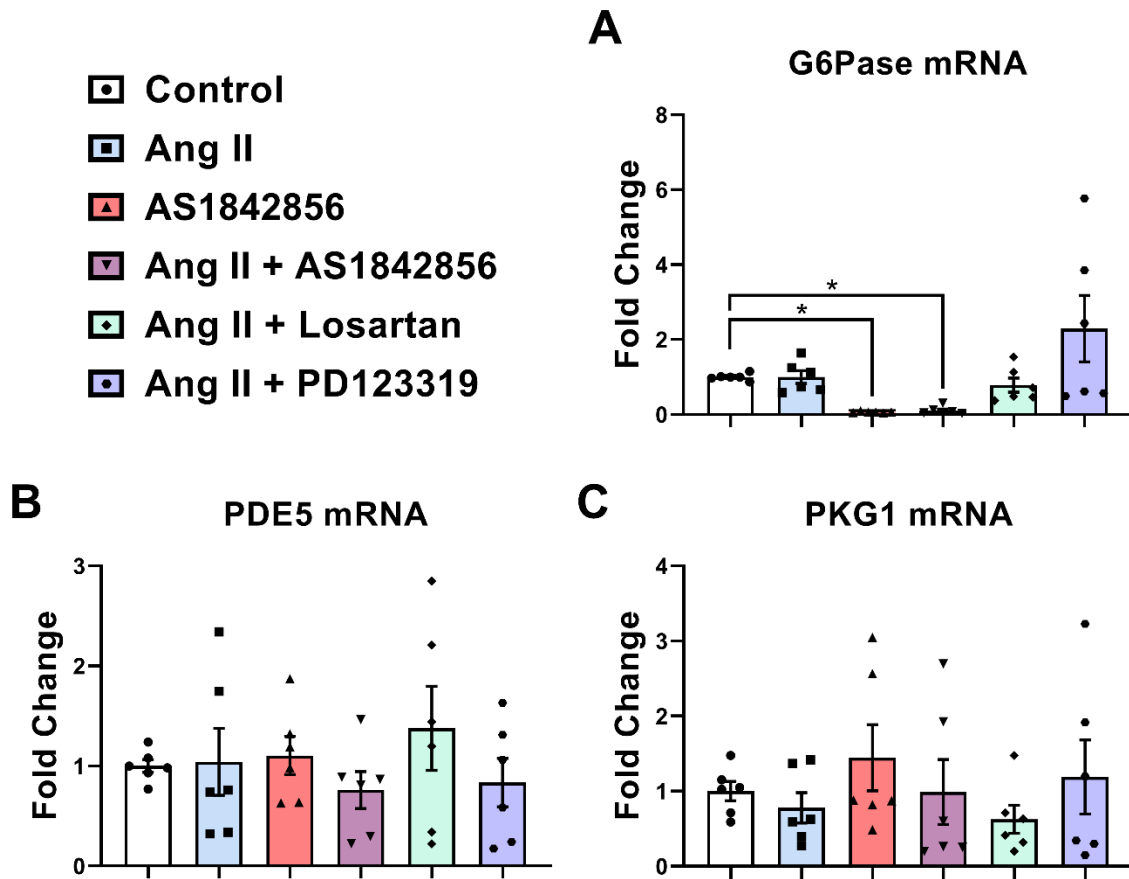 A
G6Pase mRNA
Control
Ang II
AS1842856
Ang II + AS1842856
Ang II + Losartan
Ang II + PD123319
Fold Change
8
6
4
2
0
*
*
B
PDE5 mRNA
Fold Change
3
2
1
0
C
PKG1 mRNA
Fold Change
4
3
2
1
0